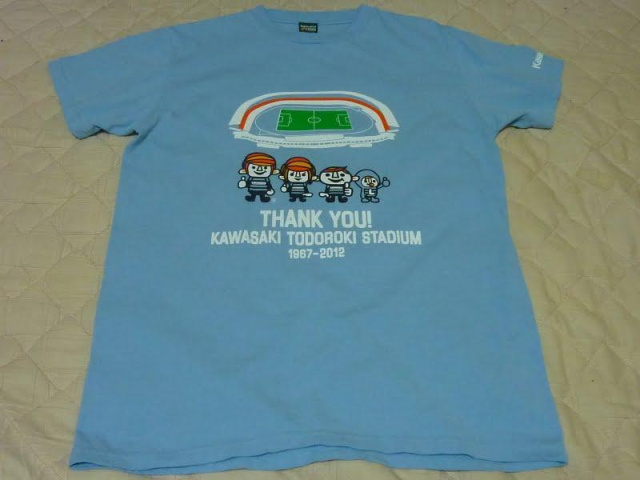 THANK YOU!
KAWASAKI TODOROKI STADIUM
1967-2012